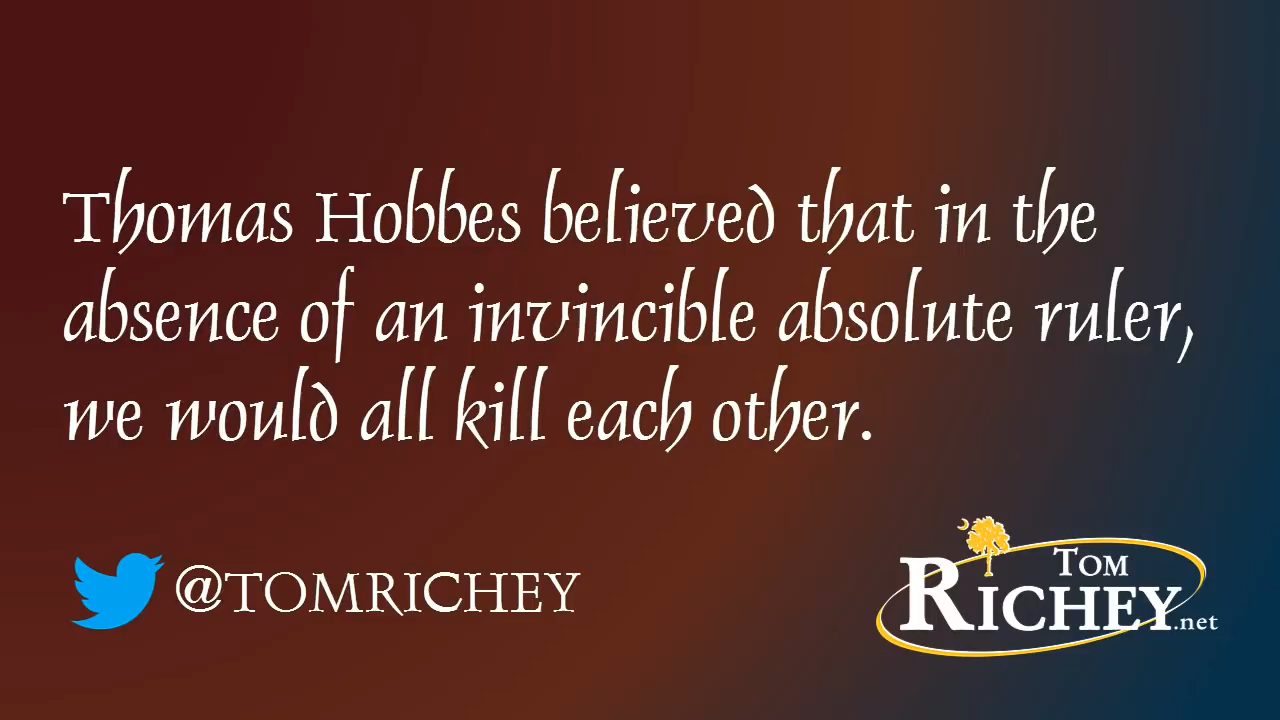 Thomas Hobbes believed that in the
absence of an invincible absolute ruler,
we would all kill each other.
@TOMRICHEY
TOM
RICHEY.net